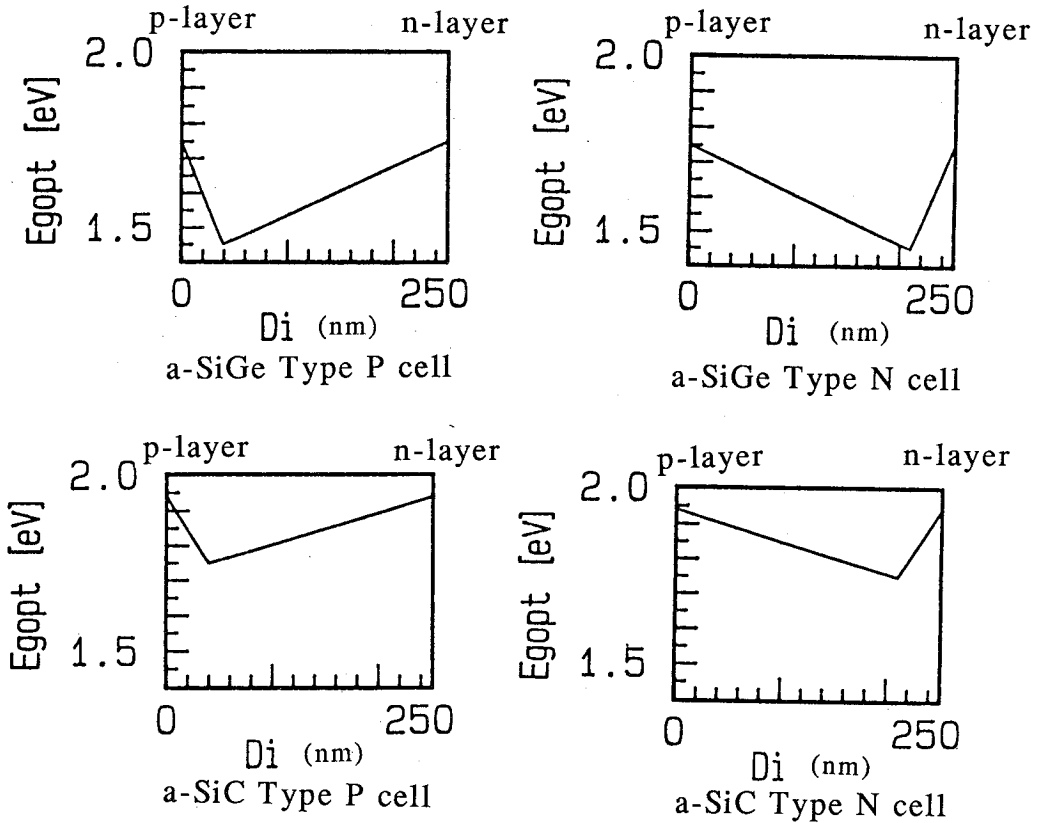 p-layer n-layer
2.0
Egopt [eV]
1.5
0 250
Di (nm)
a-SiGe Type P cell
p-layer n-layer
2.0
Egopt [eV]
1.5
0 250
Di (nm)
a-SiGe Type N cell
p-layer n-layer
2.0
Egopt [eV]
1.5
0 250
Di (nm)
a-SiC Type P cell
p-layer n-layer
2.0
Egopt [eV]
1.5
0 250
Di (nm)
a-SiC Type N cell